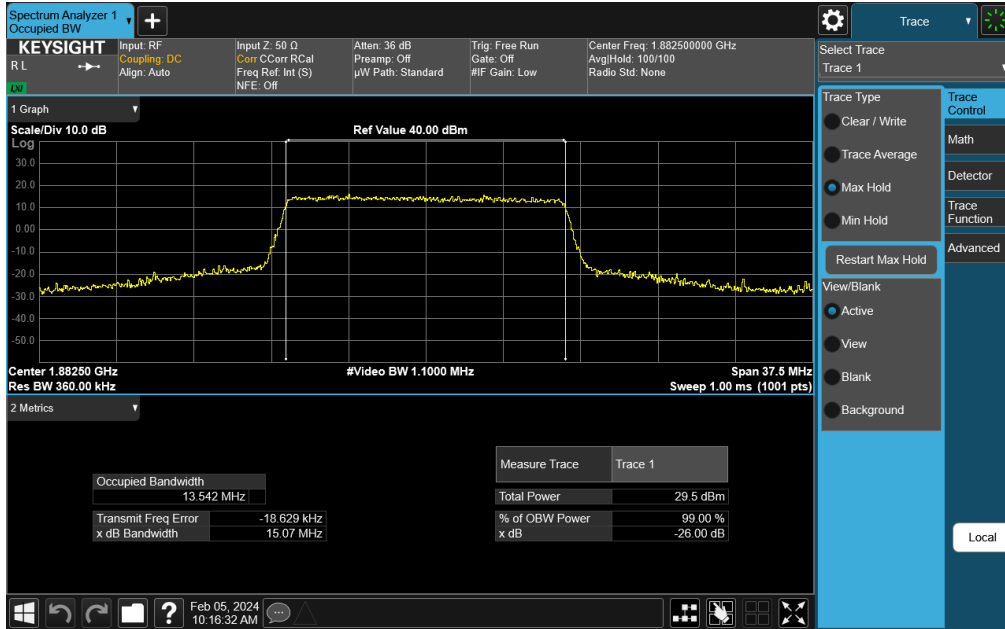 Spectrum Analyzer 1
Occupied BW
+
Trace
KEYSIGHT
R L
LXI
Input: RF
Coupling: DC
Align: Auto
Input Z: 50 Ω
Corr CCorr RCal
Freq Ref: Int (S)
NFE: Off
Atten: 36 dB
Preamp: Off
µW Path: Standard
Trig: Free Run
Gate: Off
#IF Gain: Low
Center Freq: 1.882500000 GHz
Avg|Hold: 100/100
Radio Std: None
Select Trace
Trace 1
1 Graph
Scale/Div 10.0 dB
Ref Value 40.00 dBm
Log
30.0
20.0
10.0
0.00
-10.0
-20.0
-30.0
-40.0
-50.0
Center 1.88250 GHz
#Video BW 1.1000 MHz
Span 37.5 MHz
Res BW 360.00 kHz
Sweep 1.00 ms (1001 pts)
Trace Type
Clear / Write
Trace Average
Max Hold
Min Hold
Restart Max Hold
View/Blank
Active
View
Blank
Background
Trace
Control
Math
Detector
Trace
Function
Advanced
Local
2 Metrics
Occupied Bandwidth
13.542 MHz
Transmit Freq Error -18.629 kHz
x dB Bandwidth 15.07 MHz
Measure Trace Trace 1
Total Power 29.5 dBm
% of OBW Power 99.00 %
x dB -26.00 dB
?
Feb 05, 2024
10:16:32 AM